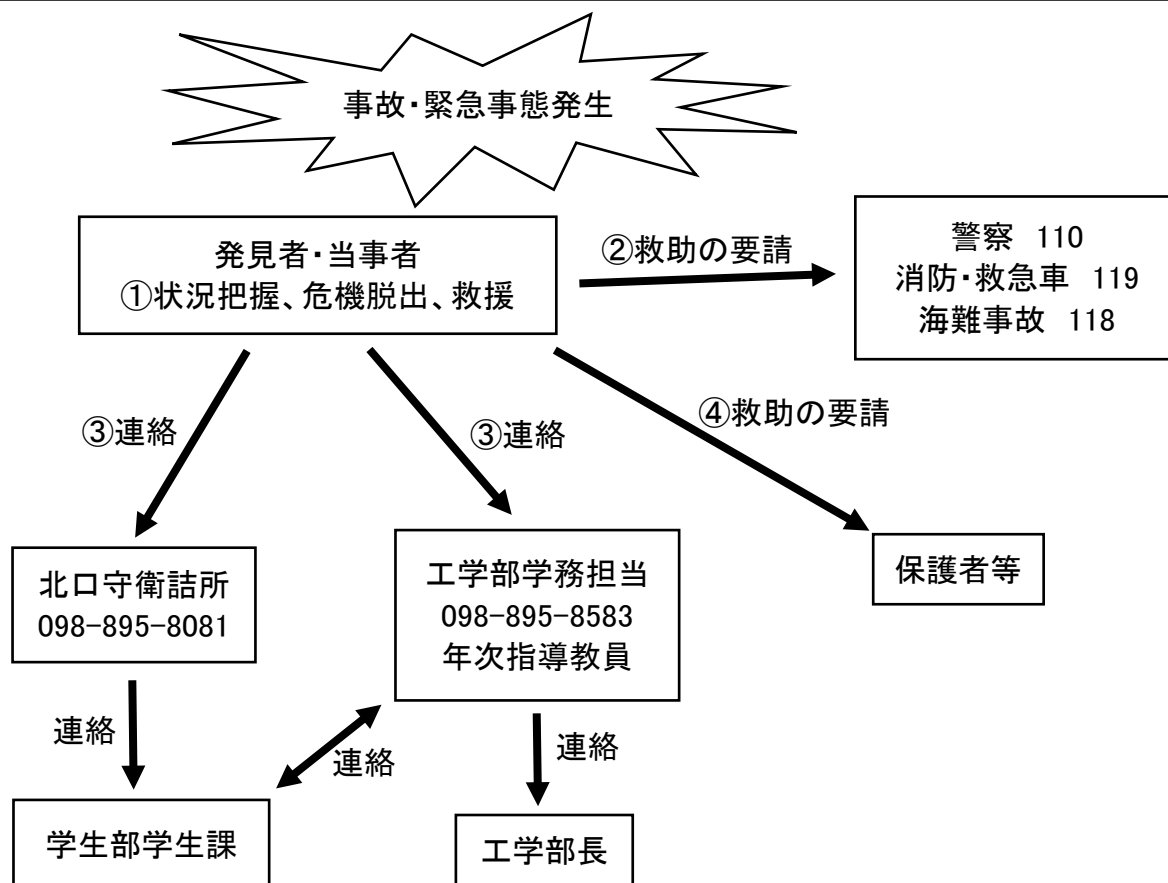 事故・緊急事態発生
発見者・当事者
①状況把握、危機脱出、救援
②救助の要請
警察 110
消防・救急車 119
海難事故 118
③連絡
③連絡
④救助の要請
北口守衛詰所
098-895-8081
工学部学務担当
098-895-8583
年次指導教員
保護者等
連絡
連絡
連絡
学生部学生課
工学部長